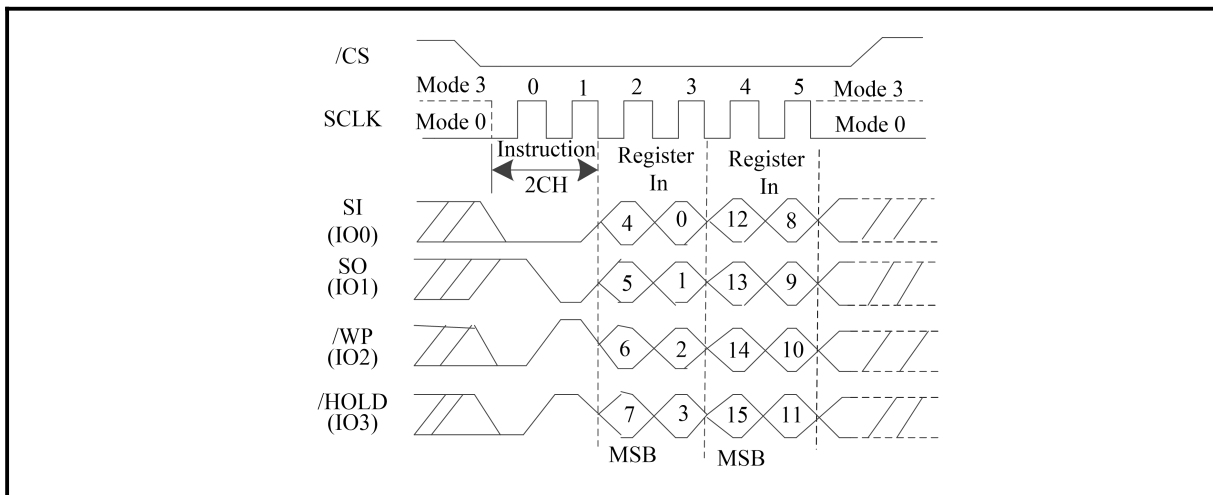 /CS
Mode 3 0 1 2 3 4 5 Mode 3
SCLK Mode 0 Mode 0
Instruction Register Register
2CH In In
SI
(IO0) 4 0 12 8
SO
(IO1) 5 1 13 9
/WP
(IO2) 6 2 14 10
/HOLD
(IO3) 7 3 15 11
MSB MSB